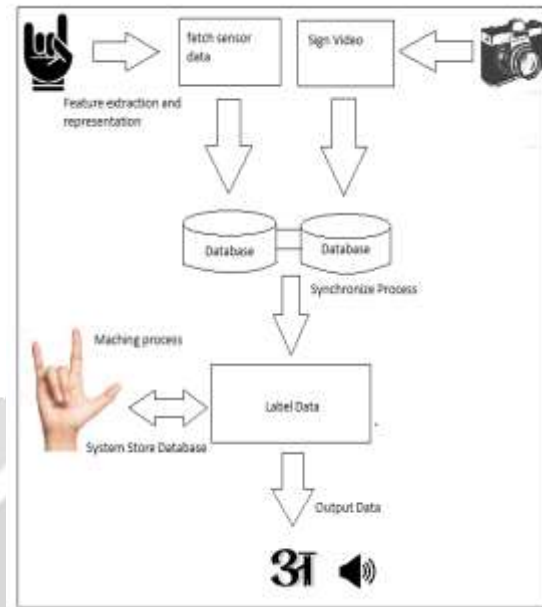 fetch sensor
data
Sign Video
Feature extraction and
representation
Database
Database
Synchronize Process
Maching process
Label Data
System Store Database
Output Data
अ